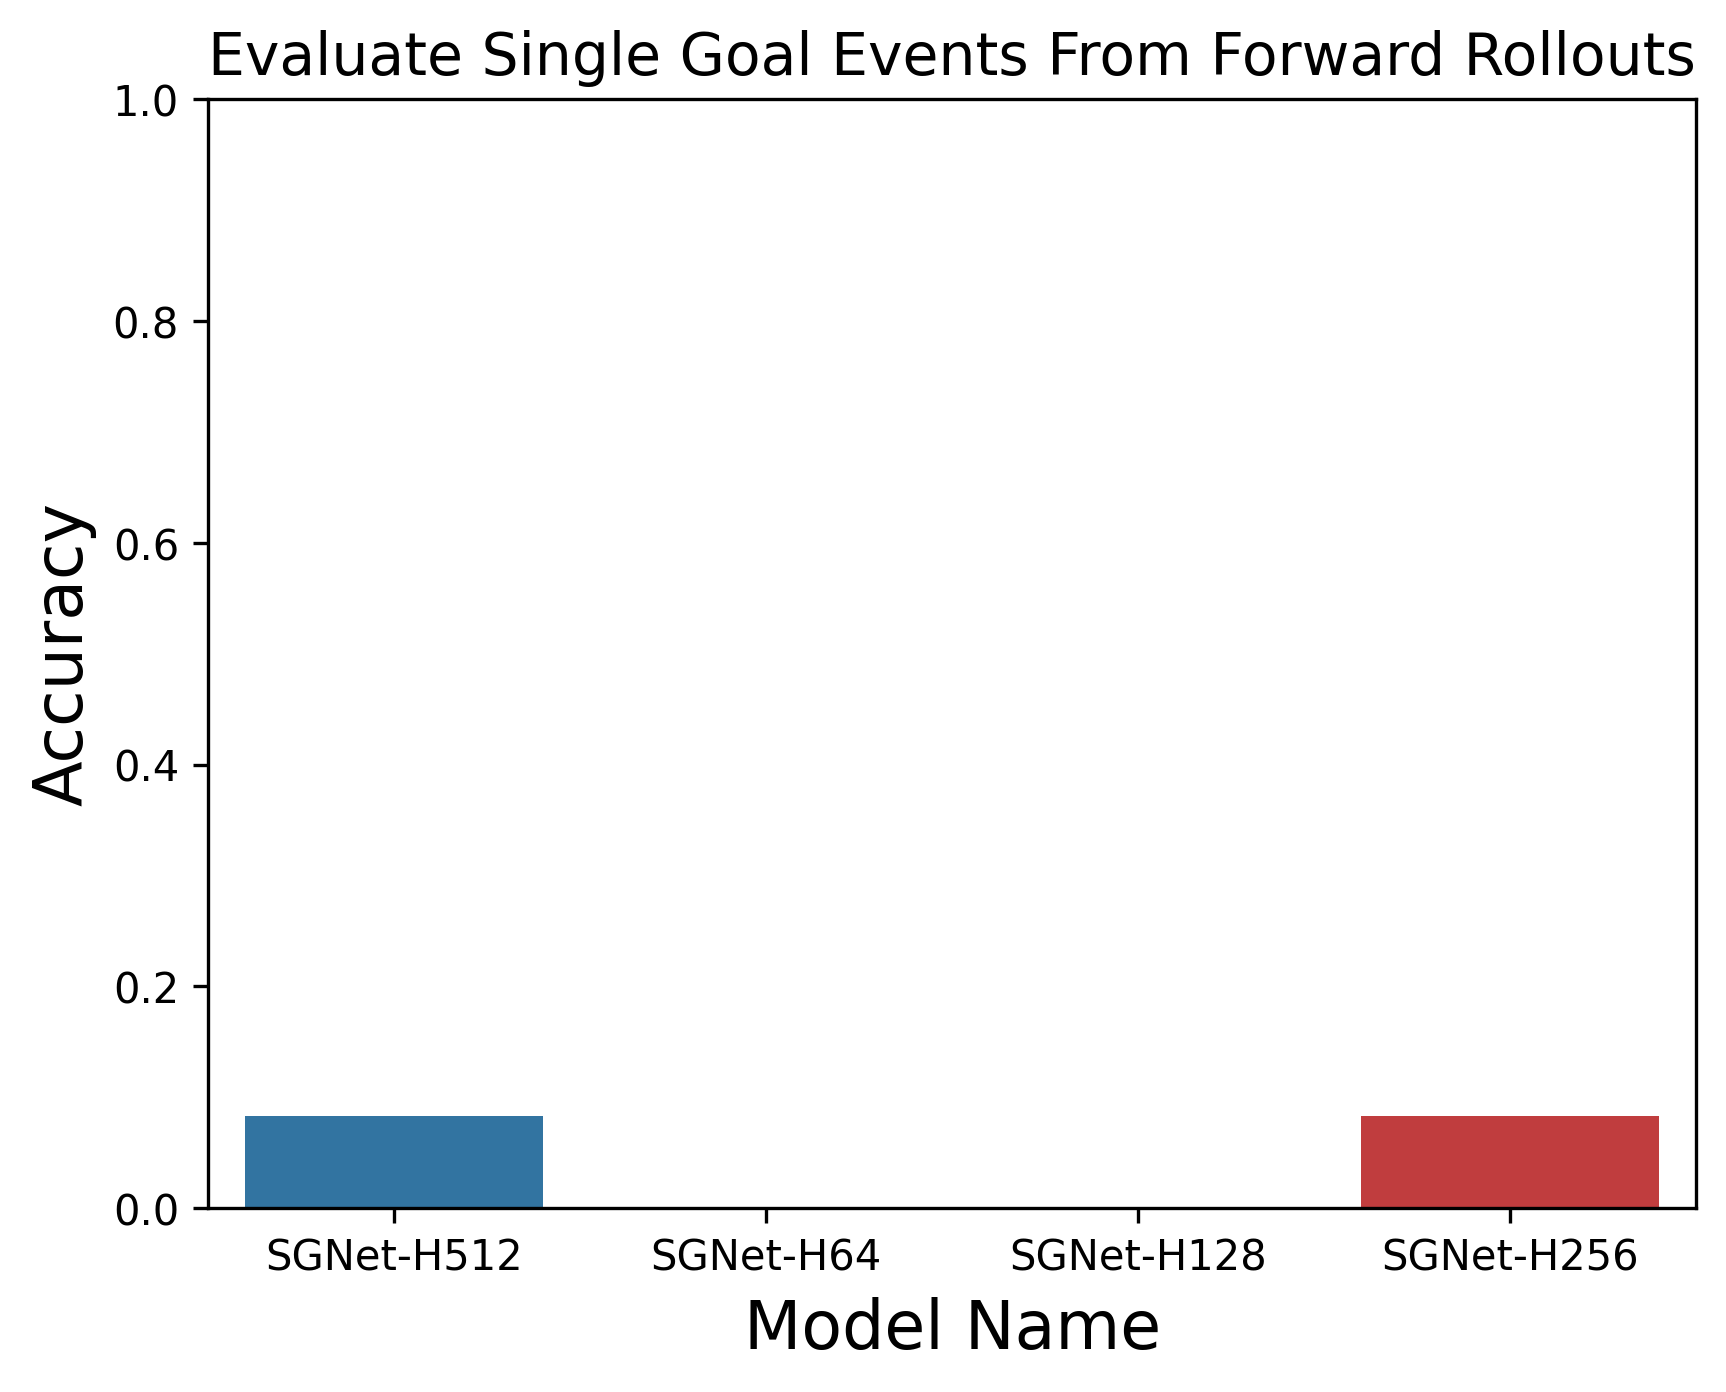 Evaluate Single Goal Events From Forward Rollouts
1.0
0.8
0.6
0.4
0.2
0.0
Accuracy
SGNet-H512 SGNet-H64 SGNet-H128 SGNet-H256
Model Name